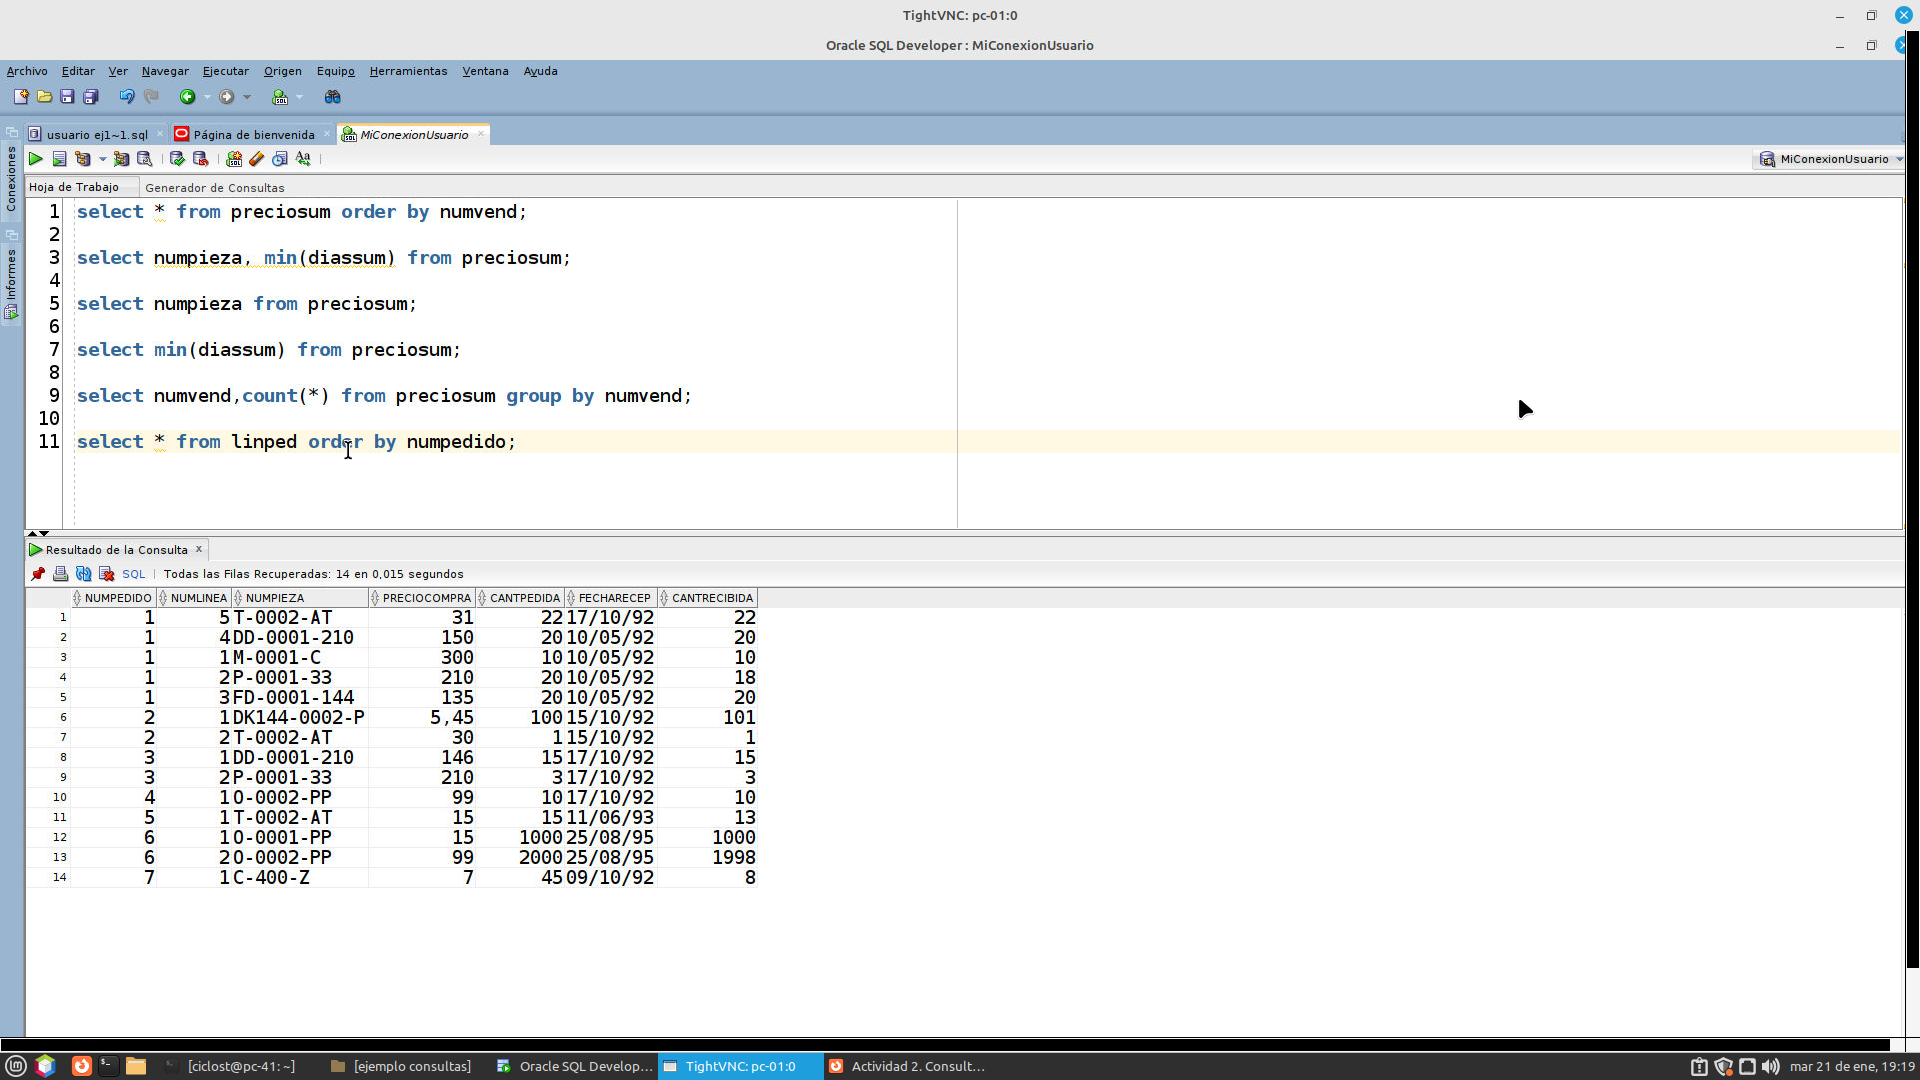 TightVNC: pc-01:0
Oracle SQL Developer : MiConexionUsuario
Archivo Editar Ver Navegar Ejecutar Origen Equipo Herramientas Ventana Ayuda
usuario ej1~1.sql Página de bienvenida MiConexionUsuario
MiConexionUsuario
Conexiones
Informes
Hoja de Trabajo Generador de Consultas
1 select * from preciosum order by numvend;
2
3 select numpieza, min(diassum) from preciosum;
4
5 select numpieza from preciosum;
6
7 select min(diassum) from preciosum;
8
9 select numvend,count(*) from preciosum group by numvend;
10
11 select * from linped order by numpedido;
Resultado de la Consulta x
SQL | Todas las Filas Recuperadas: 14 en 0,015 segundos
NUMPEDIDO NUMLINEA NUMPIEZA PRECIOCOMPRA CANTPEDIDA FECHARECEP CANTRECIBIDA
1 1 5 T-0002-AT 31 22 17/10/92 22
2 1 4 DD-0001-210 150 20 10/05/92 20
3 1 1 M-0001-C 300 10 10/05/92 10
4 1 2 P-0001-33 210 20 10/05/92 18
5 1 3 FD-0001-144 135 20 10/05/92 20
6 2 1 DK144-0002-P 5,45 100 15/10/92 101
7 2 2 T-0002-AT 30 1 15/10/92 1
8 3 1 DD-0001-210 146 15 17/10/92 15
9 3 2 P-0001-33 210 3 17/10/92 3
10 4 1 O-0002-PP 99 10 17/10/92 10
11 5 1 T-0002-AT 15 15 11/06/93 13
12 6 1 O-0001-PP 15 1000 25/08/95 1000
13 6 2 O-0002-PP 99 2000 25/08/95 1998
14 7 1 C-400-Z 7 45 09/10/92 8
[ciclost@pc-41: ~] [ejemplo consultas] Oracle SQL Develop... TightVNC: pc-01:0 Actividad 2. Consult... mar 21 de ene, 19:19